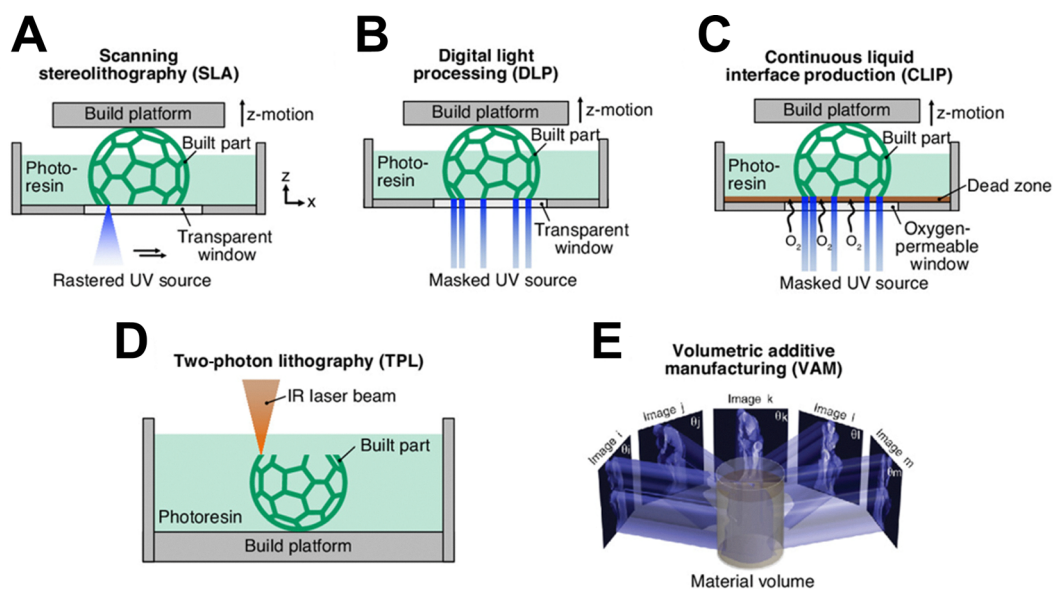 A
Scanning
stereolithography (SLA)
Build platform
z-motion
Built part
Photo-
resin
z
x
Transparent
window
Rastered UV source
B
Digital light
processing (DLP)
Build platform
z-motion
Built part
Photo-
resin
Transparent
window
Masked UV source
C
Continuous liquid
interface production (CLIP)
Build platform
z-motion
Built part
Photo-
resin
Dead zone
O₂
O₂
O₂
Oxygen-
permeable
window
Masked UV source
D
Two-photon lithography (TPL)
IR laser beam
Built part
Photoresin
Build platform
E
Volumetric additive
manufacturing (VAM)
Image i
θi
Image j
θj
Image k
θk
Image l
θl
Image m
θm
Material volume